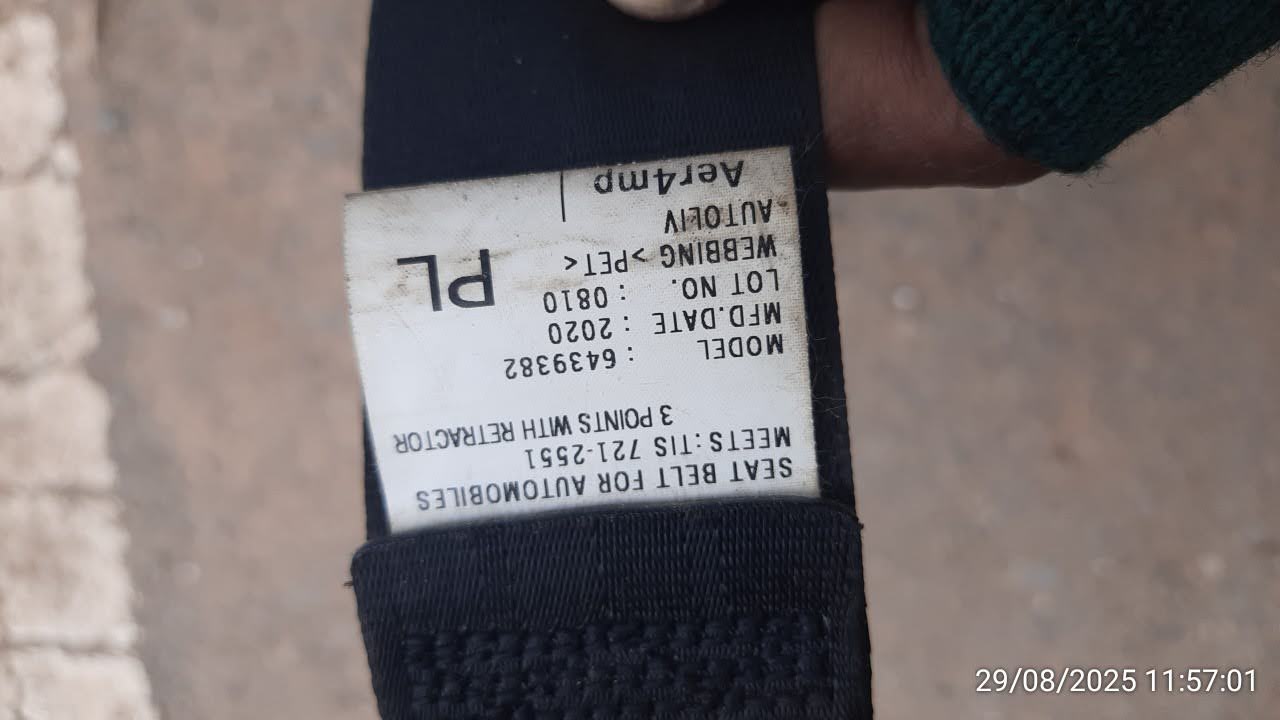 SEAT BELT FOR AUTOMOBILES
MEETS:TIS 721-2551
3 POINTS WITH RETRACTOR
MODEL : 6439382
MFD.DATE : 2020
LOT NO. : 0810
WEBBING >PET<
PL
AUTOLIV
Aer4mp
29/08/2025 11:57:01